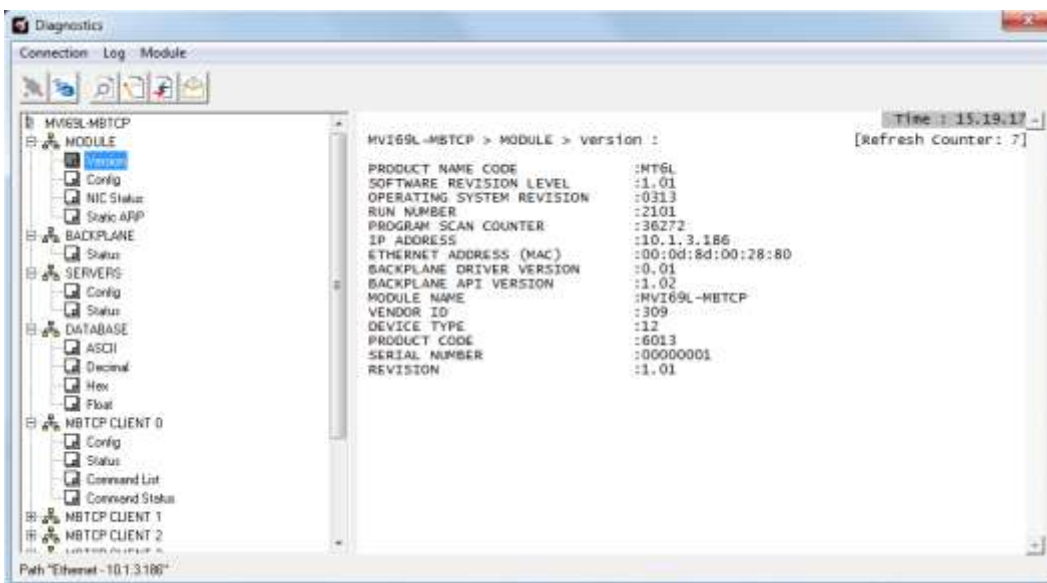 Diagnostics
Connection Log Module
MVI69L-MBTCP
MODULE
Version
Config
NIC Status
Static ARP
BACKPLANE
Status
SERVERS
Config
Status
DATABASE
ASCII
Decimal
Hex
Float
MBTCP CLIENT 0
Config
Status
Command List
Command Status
MBTCP CLIENT 1
MBTCP CLIENT 2
Time : 15.19.17
MVI69L-MBTCP > MODULE > Version : [Refresh Counter: 7]
PRODUCT NAME CODE :MT6L
SOFTWARE REVISION LEVEL :1.01
OPERATING SYSTEM REVISION :0313
RUN NUMBER :2101
PROGRAM SCAN COUNTER :36272
IP ADDRESS :10.1.3.186
ETHERNET ADDRESS (MAC) :00:0d:8d:00:28:80
BACKPLANE DRIVER VERSION :0.01
BACKPLANE API VERSION :1.02
MODULE NAME :MVI69L-MBTCP
VENDOR ID :309
DEVICE TYPE :12
PRODUCT CODE :6013
SERIAL NUMBER :00000001
REVISION :1.01
Path "Ethernet - 10.1.3.186"